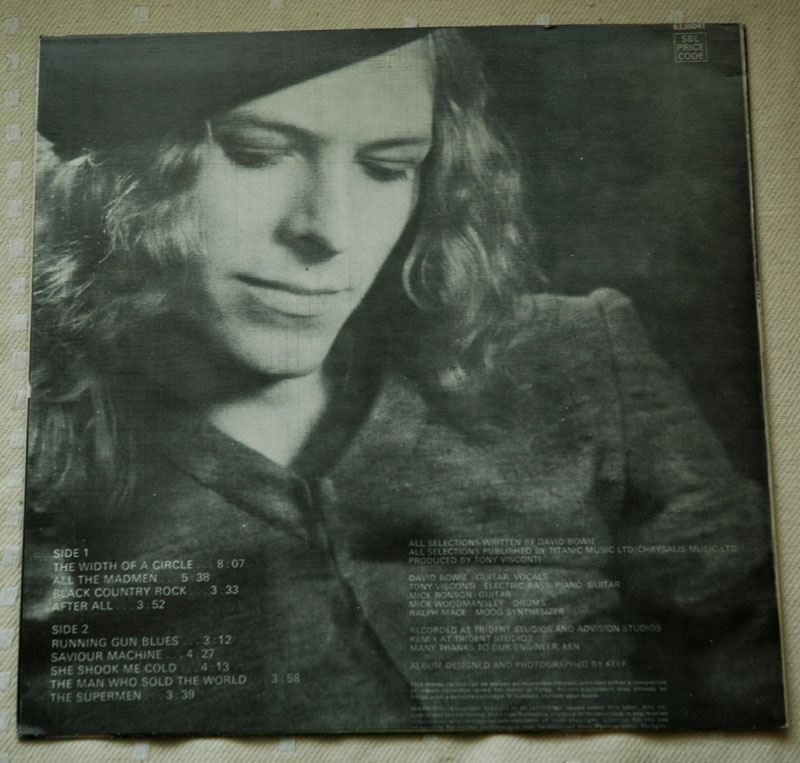 6338041
SBL
PRICE
CODE
SIDE 1
THE WIDTH OF A CIRCLE . . . 8 : 07
ALL THE MADMEN . . . 5 : 38
BLACK COUNTRY ROCK . . . 3 : 33
AFTER ALL . . . 3 : 52
SIDE 2
RUNNING GUN BLUES . . . 3 : 12
SAVIOUR MACHINE . . . 4 : 27
SHE SHOOK ME COLD . . . 4 : 13
THE MAN WHO SOLD THE WORLD . . . 3 : 58
THE SUPERMEN . . . 3 : 39
ALL SELECTIONS WRITTEN BY DAVID BOWIE
ALL SELECTIONS PUBLISHED BY TITANIC MUSIC LTD/CHRYSALIS MUSIC LTD
PRODUCED BY TONY VISCONTI
DAVID BOWIE : GUITAR, VOCALS
TONY VISCONTI : ELECTRIC BASS, PIANO, GUITAR
MICK RONSON : GUITAR
MICK WOODMANSLEY : DRUMS
RALPH MACE : MOOG SYNTHESIZER
RECORDED AT TRIDENT STUDIOS AND ADVISION STUDIOS
REMIX AT TRIDENT STUDIOS
MANY THANKS TO OUR ENGINEER, KEN
ALBUM DESIGNED AND PHOTOGRAPHED BY KEEF